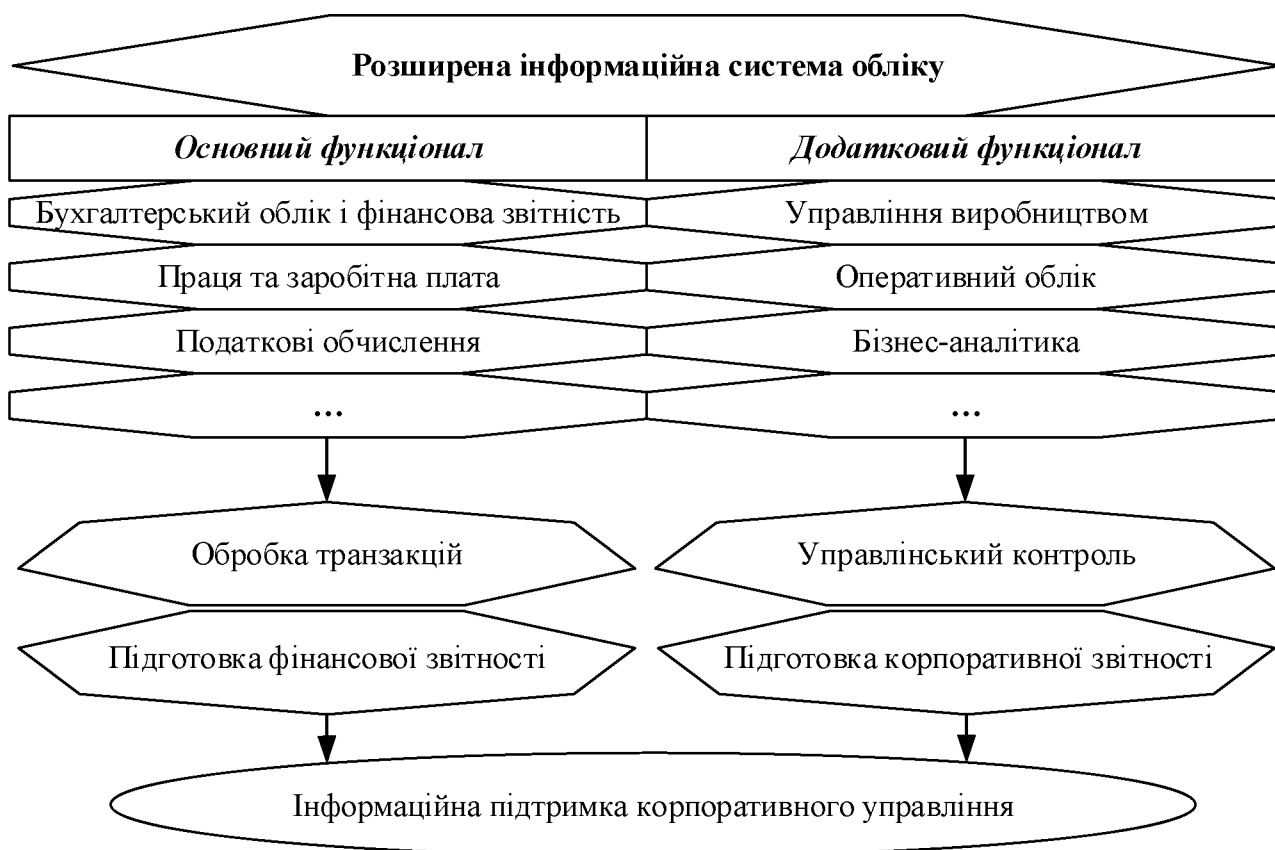 Розширена інформаційна система обліку
Основний функціонал
Додатковий функціонал
Бухгалтерський облік і фінансова звітність
Управління виробництвом
Праця та заробітна плата
Оперативний облік
Податкові обчислення
Бізнес-аналітика
...
...
Обробка транзакцій
Управлінський контроль
Підготовка фінансової звітності
Підготовка корпоративної звітності
Інформаційна підтримка корпоративного управління